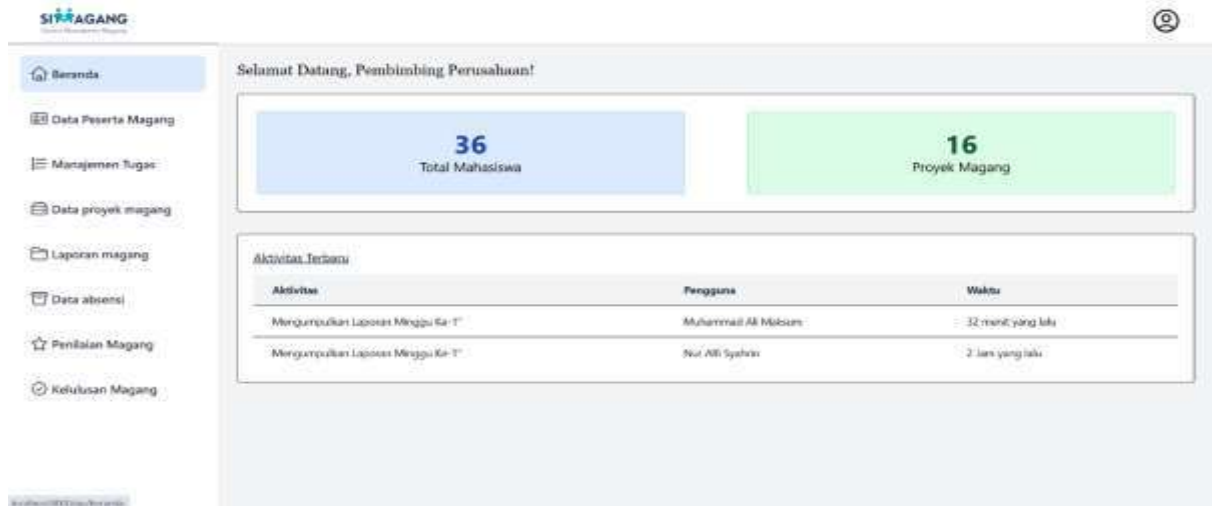 SIMAGANG
Beranda
Selamat Datang, Pembimbing Perusahaan!
Data Peserta Magang
Manajemen Tugas
Data proyek magang
Laporan magang
Data absensi
Penilaian Magang
Kelulusan Magang
36
Total Mahasiswa
16
Proyek Magang
Aktivitas Terbaru
Aktivitas Pengguna Waktu
Mengumpulkan Laporan Minggu Ke-1" Muhammad Ali Maksum 32 menit yang lalu
Mengumpulkan Laporan Minggu Ke-1" Nur Alfi Syahrin 2 Jam yang lalu